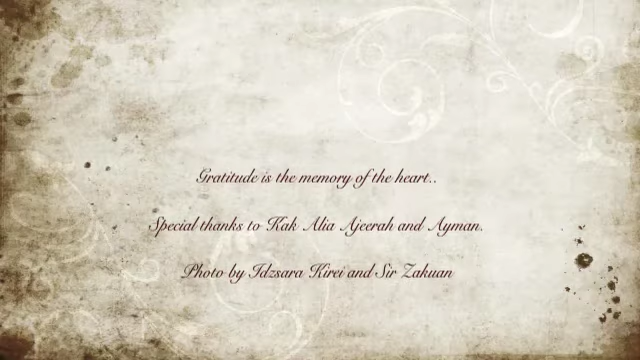 Gratitude is the memory of the heart..
Special thanks to Kak Alia Ajeerah and Ayman.
Photo by Idzsara Kirei and Sir Zakuan